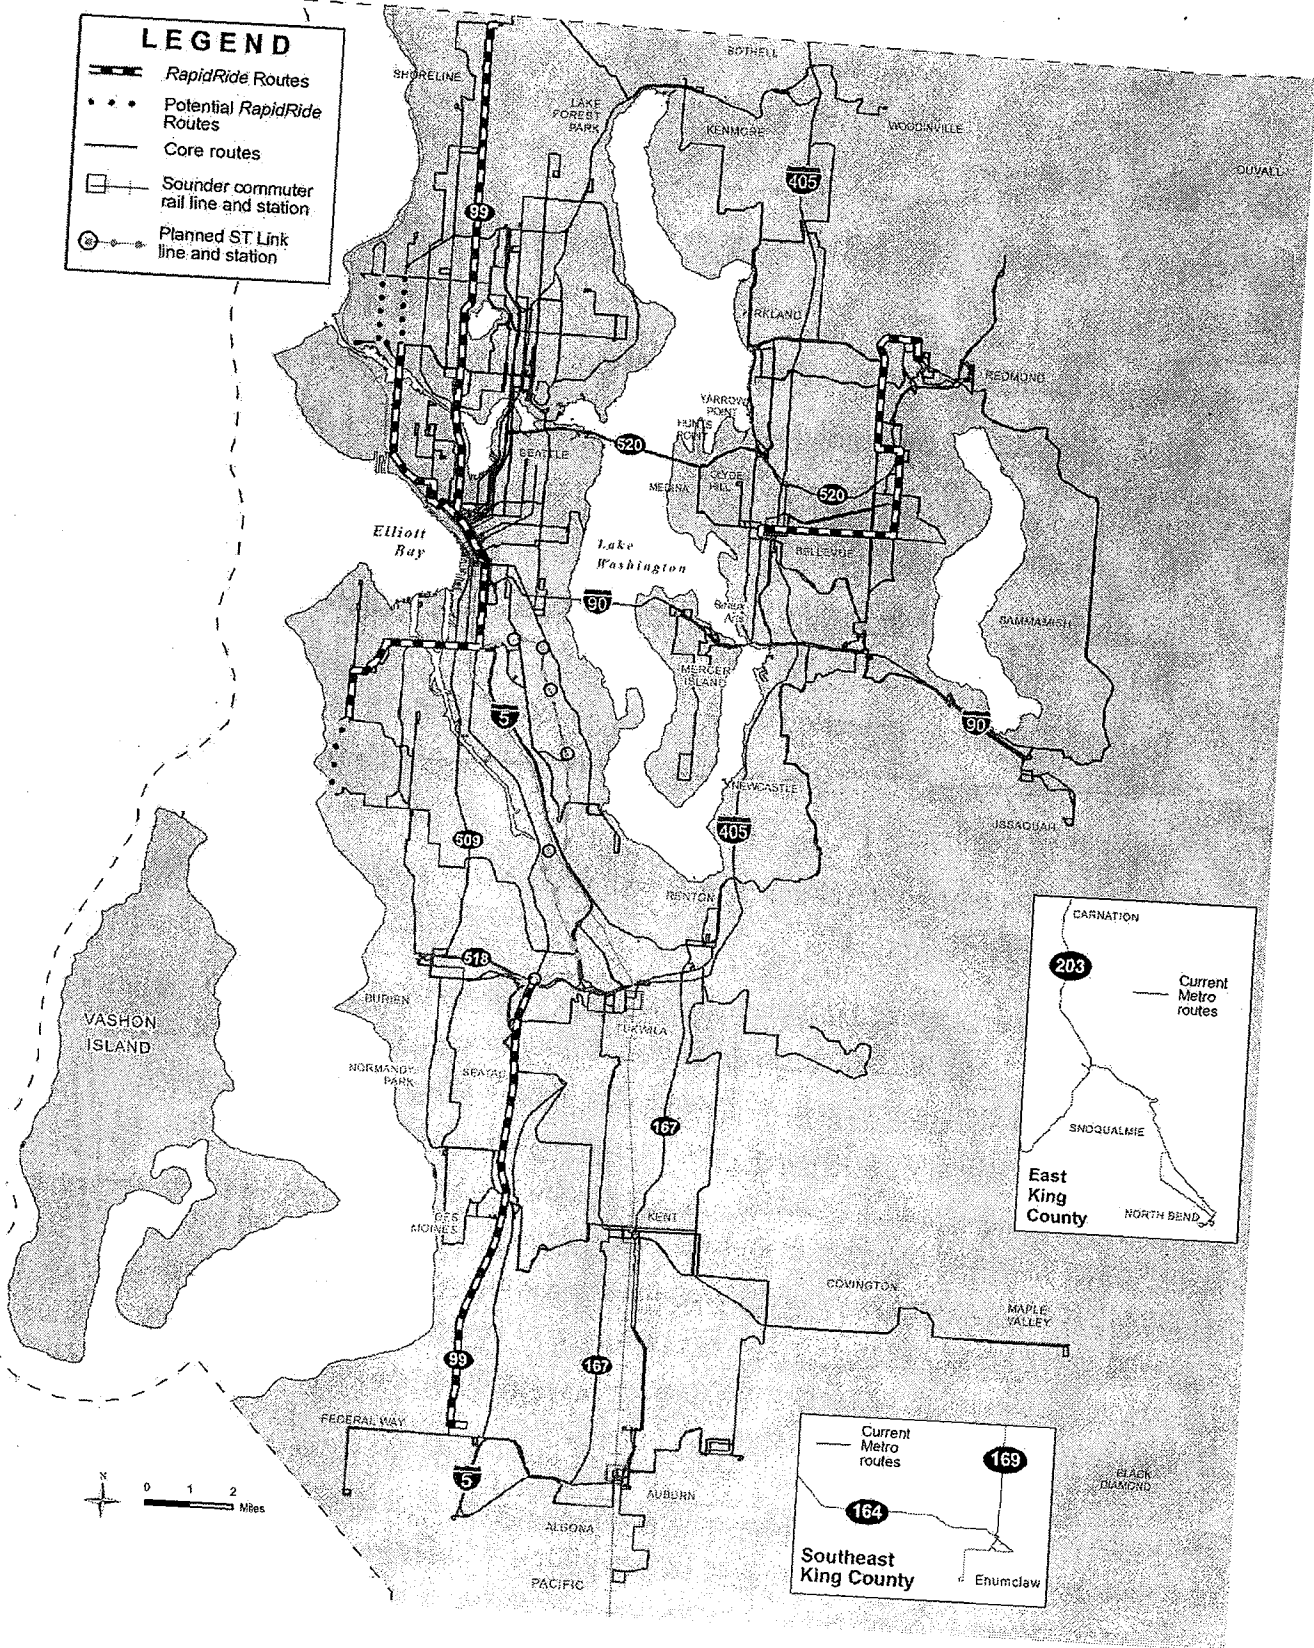 LEGEND
RapidRide Routes
Potential RapidRide
Routes
Core routes
Sounder commuter
rail line and station
Planned ST Link
line and station
BOTHELL
SHORELINE
LAKE
FOREST
PARK
KENMORE
WOODINVILLE
DUVALL
405
99
KIRKLAND
REDMOND
YARROW
POINT
HUNTS
POINT
520
SEATTLE
CLYDE
HILL
MEDINA
520
Elliott
Bay
Lake
Washington
BELLEVUE
90
SAMMAMISH
MERCER
ISLAND
5
90
NEWCASTLE
405
ISSAQUAH
509
RENTON
518
BURIEN
TUKWILA
VASHON
ISLAND
NORMANDY
PARK
SEATAC
167
DES
MOINES
KENT
COVINGTON
MAPLE
VALLEY
99
167
FEDERAL WAY
5
AUBURN
BLACK
DIAMOND
ALGONA
PACIFIC
N
0 1 2
Miles
CARNATION
203
Current
Metro
routes
SNOQUALMIE
East
King
County
NORTH BEND
Current
Metro
routes
169
164
Southeast
King County
Enumclaw